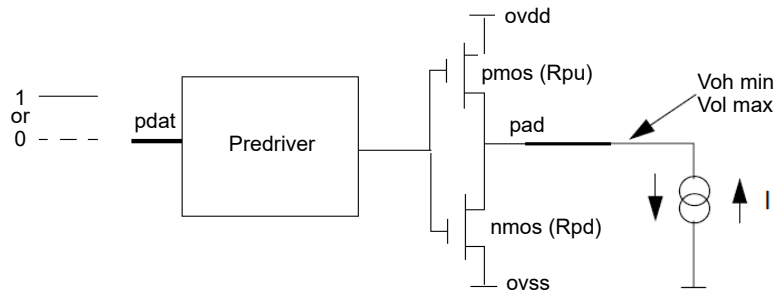 ovdd
pmos (Rpu)
1
or
0
pdat
Predriver
pad
Voh min
Vol max
nmos (Rpd)
I
ovss